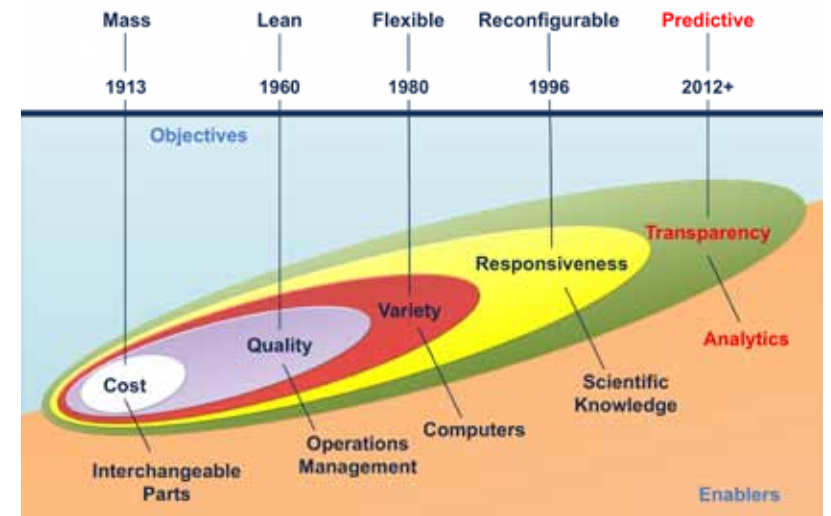 Mass Lean Flexible Reconfigurable Predictive
1913 1960 1980 1996 2012+
Objectives
Transparency
Responsiveness
Variety
Quality
Analytics
Cost
Scientific
Knowledge
Computers
Operations
Management
Interchangeable
Parts
Enablers